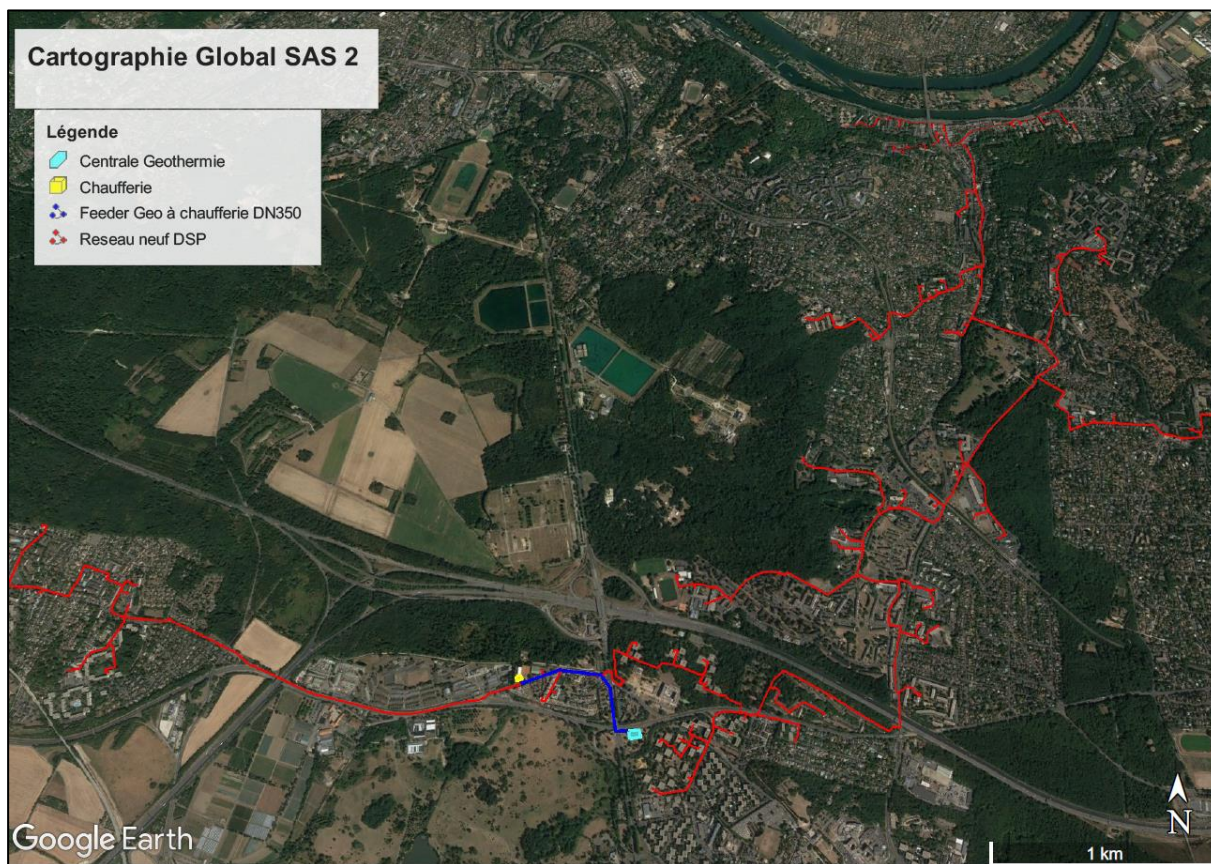 Cartographie Global SAS 2
Légende
Centrale Geothermie
Chaufferie
Feeder Geo à chaufferie DN350
Reseau neuf DSP
Google Earth
N
1 km